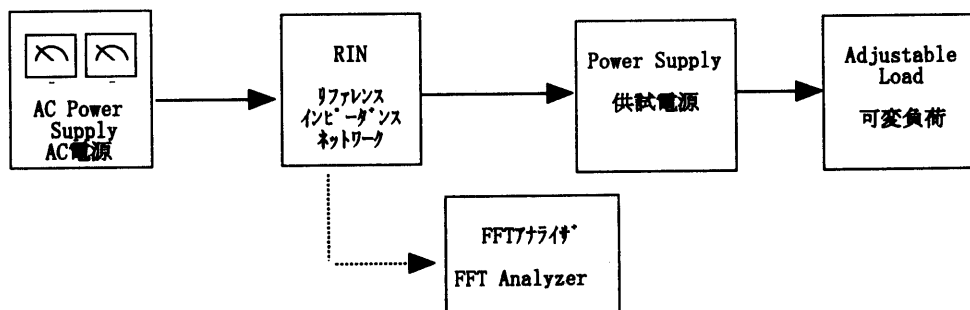 AC Power
Supply
AC電源
RIN
リファレンス
インピーダンス
ネットワーク
Power Supply
供試電源
Adjustable
Load
可変負荷
FFTアナライザ
FFT Analyzer